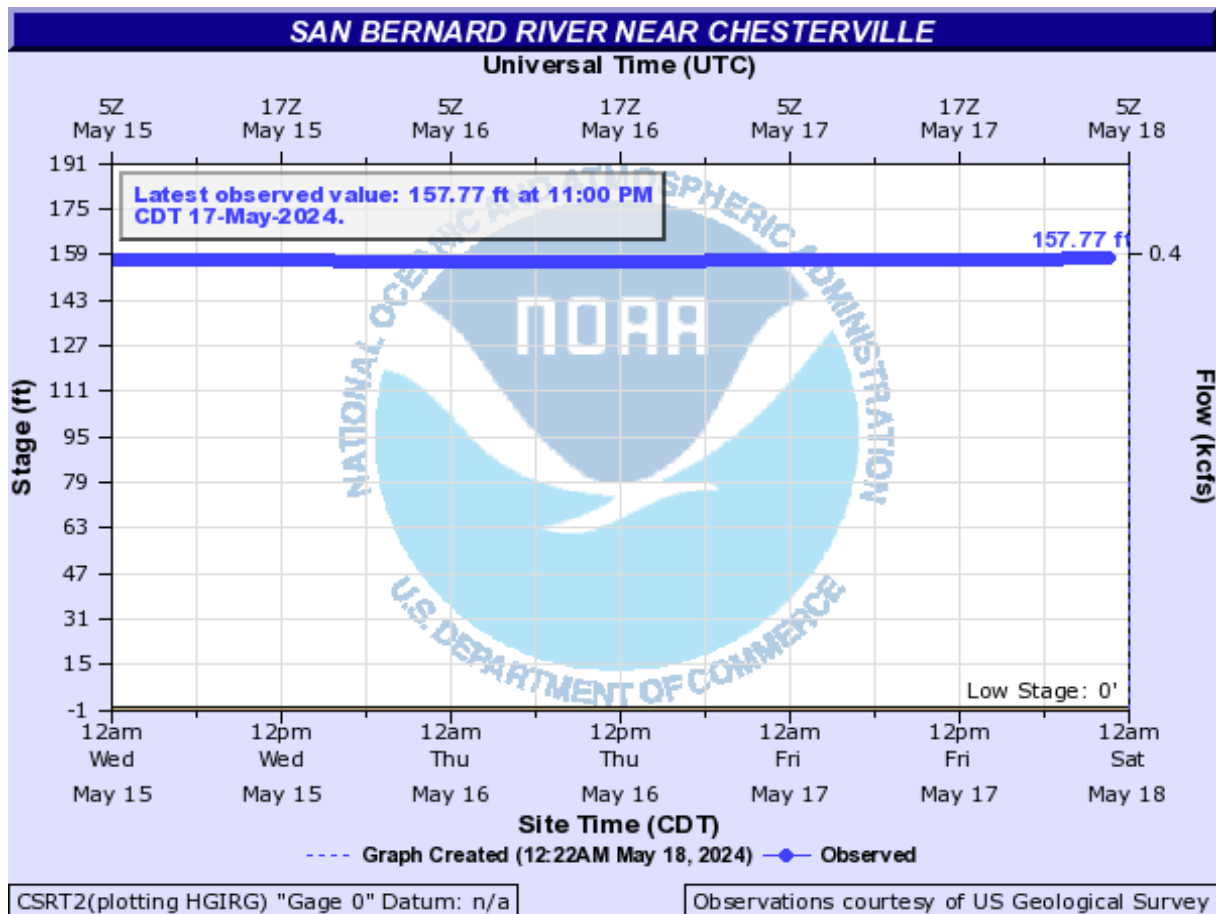 SAN BERNARD RIVER NEAR CHESTERVILLE
Universal Time (UTC)
5Z 17Z 5Z 17Z 5Z 17Z 5Z
May 15 May 15 May 16 May 16 May 17 May 17 May 18
Latest observed value: 157.77 ft at 11:00 PM
CDT 17-May-2024.
157.77 ft
191
175
159
143
127
111
95
79
63
47
31
15
-1
0.4
Stage (ft)
Flow (kcfs)
NATIONAL OCEANIC AND ATMOSPHERIC ADMINISTRATION
NOAA
U.S. DEPARTMENT OF COMMERCE
Low Stage: 0'
12am 12pm 12am 12pm 12am 12pm 12am
Wed Wed Thu Thu Fri Fri Sat
May 15 May 15 May 16 May 16 May 17 May 17 May 18
Site Time (CDT)
Graph Created (12:22AM May 18, 2024) Observed
CSRT2(plotting HGIRG) "Gage 0" Datum: n/a
Observations courtesy of US Geological Survey